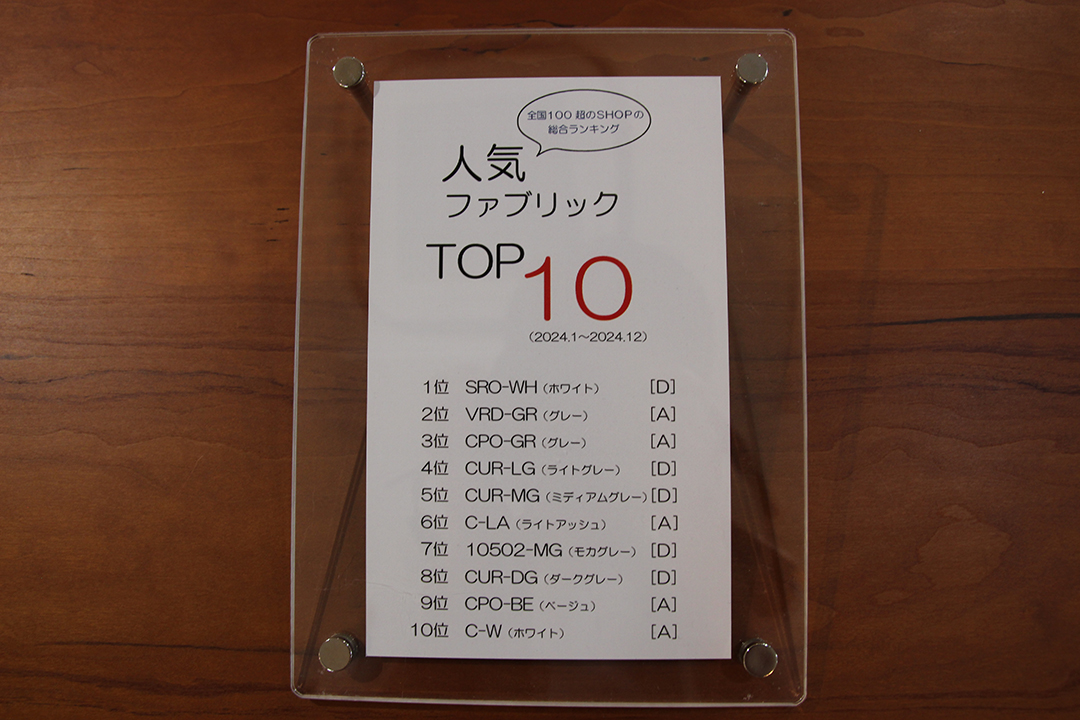 全国100 超のSHOPの
総合ランキング
人気
ファブリック
TOP10
(2024.1～2024.12)
1位 SRO-WH (ホワイト) [D]
2位 VRD-GR (グレー) [A]
3位 CPO-GR (グレー) [A]
4位 CUR-LG (ライトグレー) [D]
5位 CUR-MG (ミディアムグレー) [D]
6位 C-LA (ライトアッシュ) [A]
7位 10502-MG (モカグレー) [D]
8位 CUR-DG (ダークグレー) [D]
9位 CPO-BE (ベージュ) [A]
10位 C-W (ホワイト) [A]